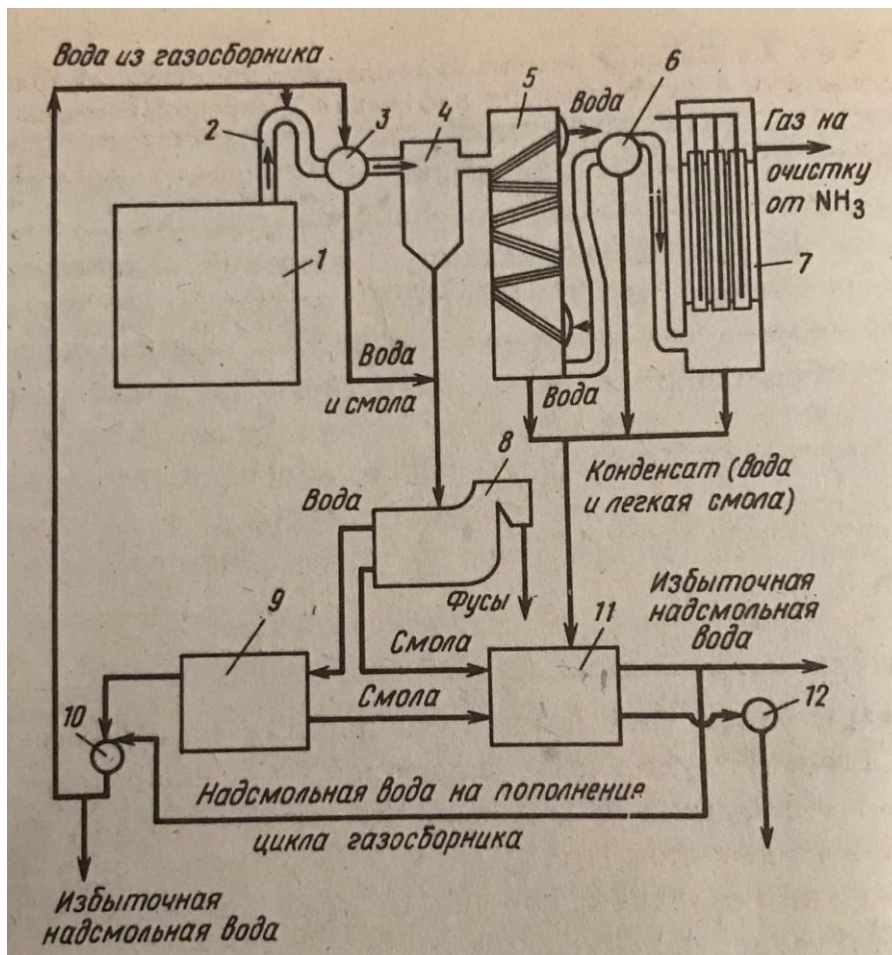 Вода из газосборника
2
3
4
5
Вода
6
Газ на
очистку
от NH3
1
7
Вода
и смола
Вода
Конденсат (вода
и легкая смола)
8
Вода
Фусы
9
Смола
11
Избыточная
надсмольная
вода
Смола
12
10
Надсмольная вода на пополнение
цикла газосборника
Избыточная
надсмольная вода